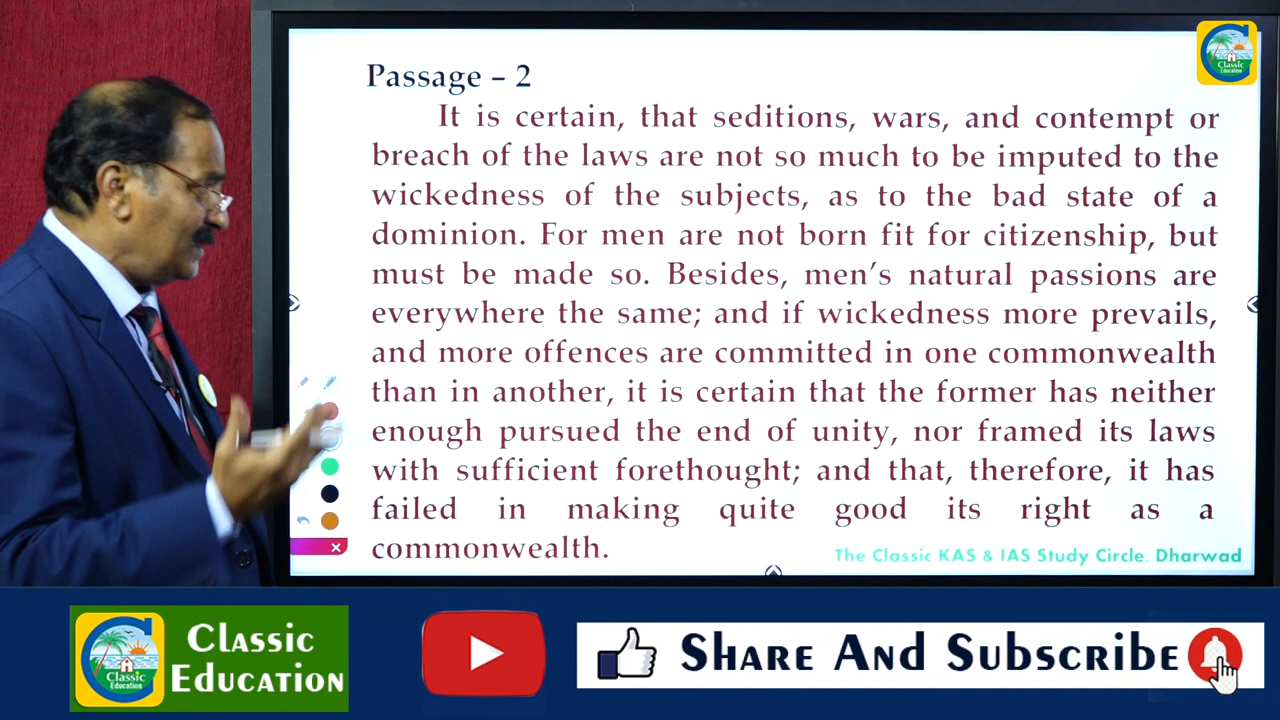 Classic
Education
Passage – 2
It is certain, that seditions, wars, and contempt or
breach of the laws are not so much to be imputed to the
wickedness of the subjects, as to the bad state of a
dominion. For men are not born fit for citizenship, but
must be made so. Besides, men's natural passions are
everywhere the same; and if wickedness more prevails,
and more offences are committed in one commonwealth
than in another, it is certain that the former has neither
enough pursued the end of unity, nor framed its laws
with sufficient forethought; and that, therefore, it has
failed in making quite good its right as a
commonwealth.
The Classic KAS & IAS Study Circle, Dharwad
Classic
Education
Classic
Education
Share And Subscribe